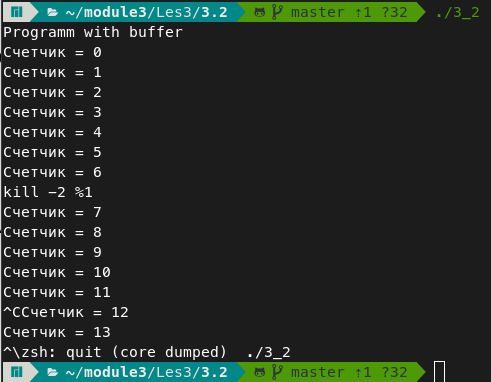 ~/module3/Les3/3.2 master ↑1 ?32 ./3_2
Programm with buffer
Счетчик = 0
Счетчик = 1
Счетчик = 2
Счетчик = 3
Счетчик = 4
Счетчик = 5
Счетчик = 6
kill -2 %1
Счетчик = 7
Счетчик = 8
Счетчик = 9
Счетчик = 10
Счетчик = 11
^CСчетчик = 12
Счетчик = 13
^\zsh: quit (core dumped)  ./3_2
~/module3/Les3/3.2 master ↑1 ?32